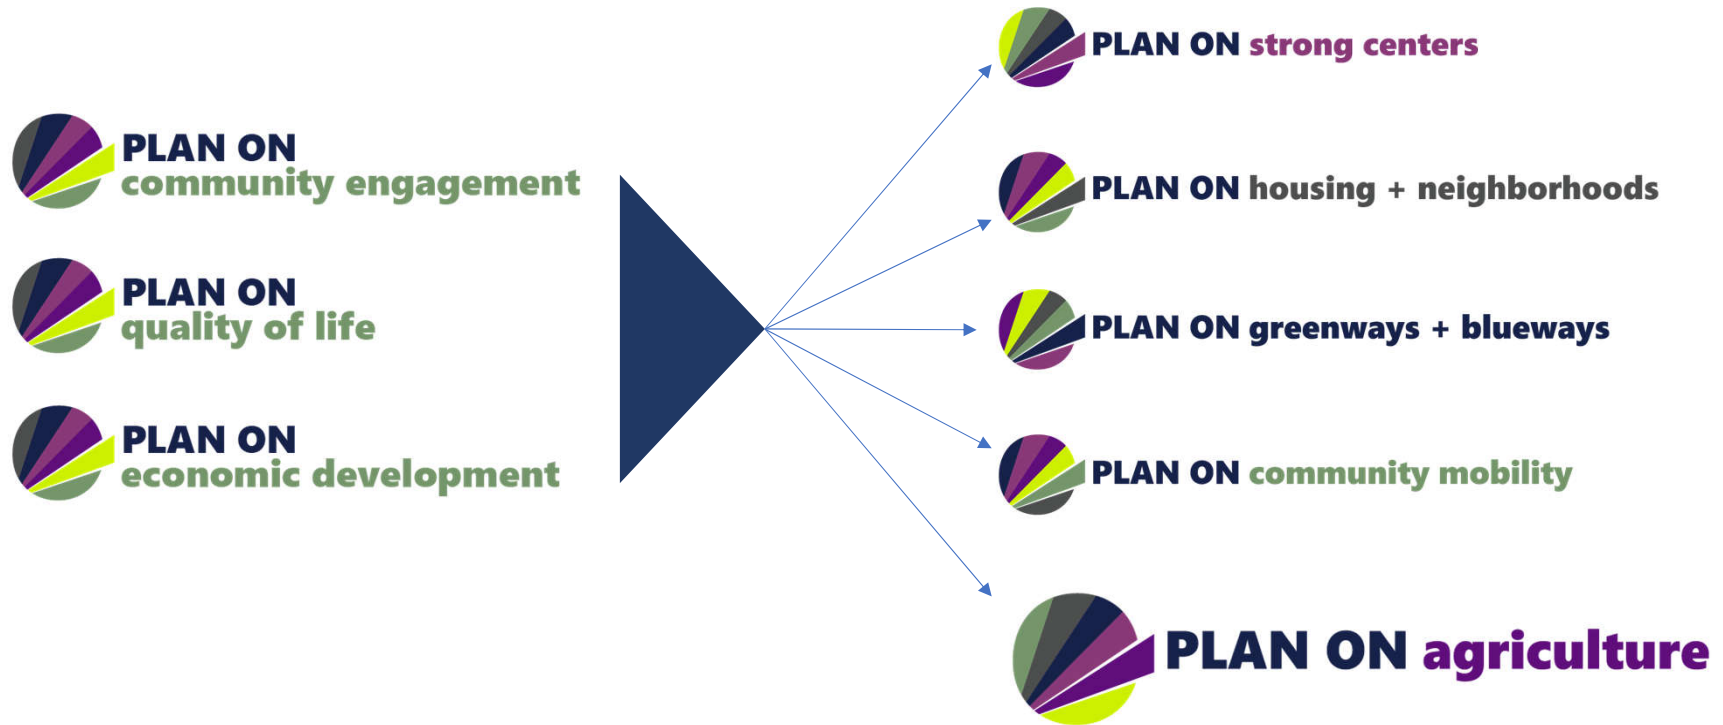 PLAN ON
community engagement
PLAN ON
quality of life
PLAN ON
economic development
PLAN ON strong centers
PLAN ON housing + neighborhoods
PLAN ON greenways + blueways
PLAN ON community mobility
PLAN ON agriculture